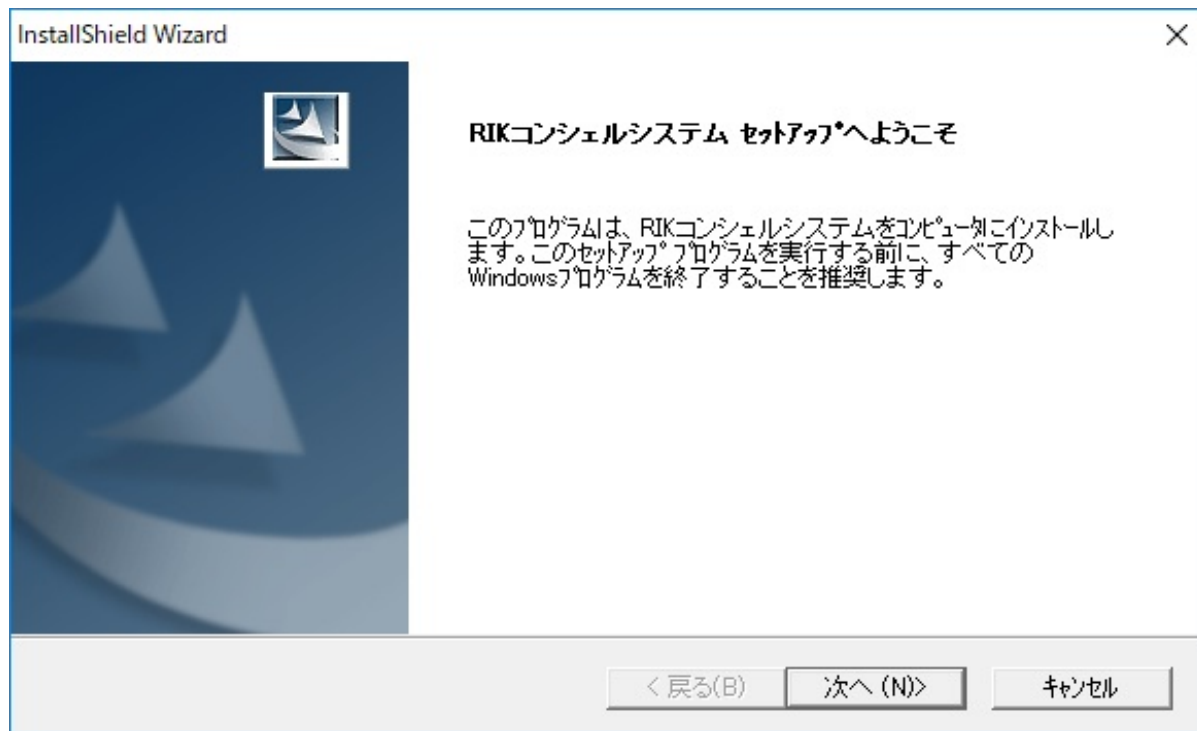 InstallShield Wizard
RIKコンシェルシステム ｾｯﾄｱｯﾌﾟへようこそ
このﾌﾟﾛｸﾞﾗﾑは、RIKコンシェルシステムをｺﾝﾋﾟｭｰﾀにｲﾝｽﾄｰﾙし
ます。このｾｯﾄｱｯﾌﾟ ﾌﾟﾛｸﾞﾗﾑを実行する前に、すべての
Windowsﾌﾟﾛｸﾞﾗﾑを終了することを推奨します。
< 戻る(B)
次へ (N)>
ｷｬﾝｾﾙ